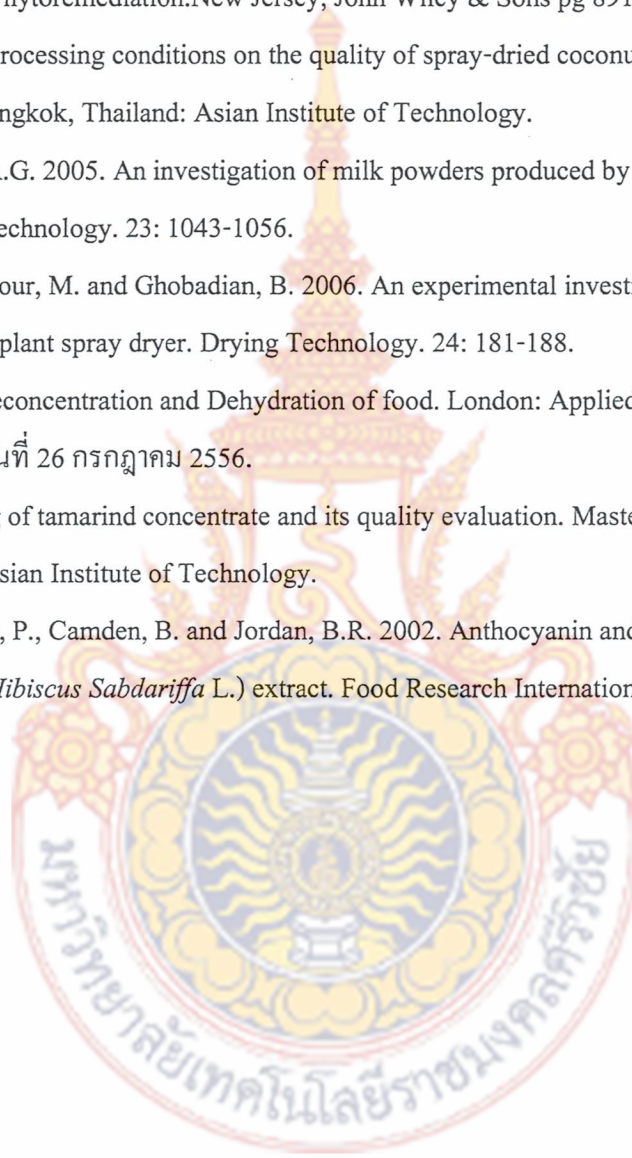 hytoremediation.New Jersey, John Wiley & Sons pg 891
rocessing conditions on the quality of spray-dried coconu
ngkok, Thailand: Asian Institute of Technology.
.G. 2005. An investigation of milk powders produced by
echnology. 23: 1043-1056.
our, M. and Ghobadian, B. 2006. An experimental invest
plant spray dryer. Drying Technology. 24: 181-188.
econcentration and Dehydration of food. London: Applied
นที่ 26 กรกฎาคม 2556.
of tamarind concentrate and its quality evaluation. Maste
sian Institute of Technology.
, P., Camden, B. and Jordan, B.R. 2002. Anthocyanin and
Hibiscus Sabdariffa L.) extract. Food Research Internation
มหาวิทยาลัยเทคโนโลยีราชมงคลศรีวิชัย